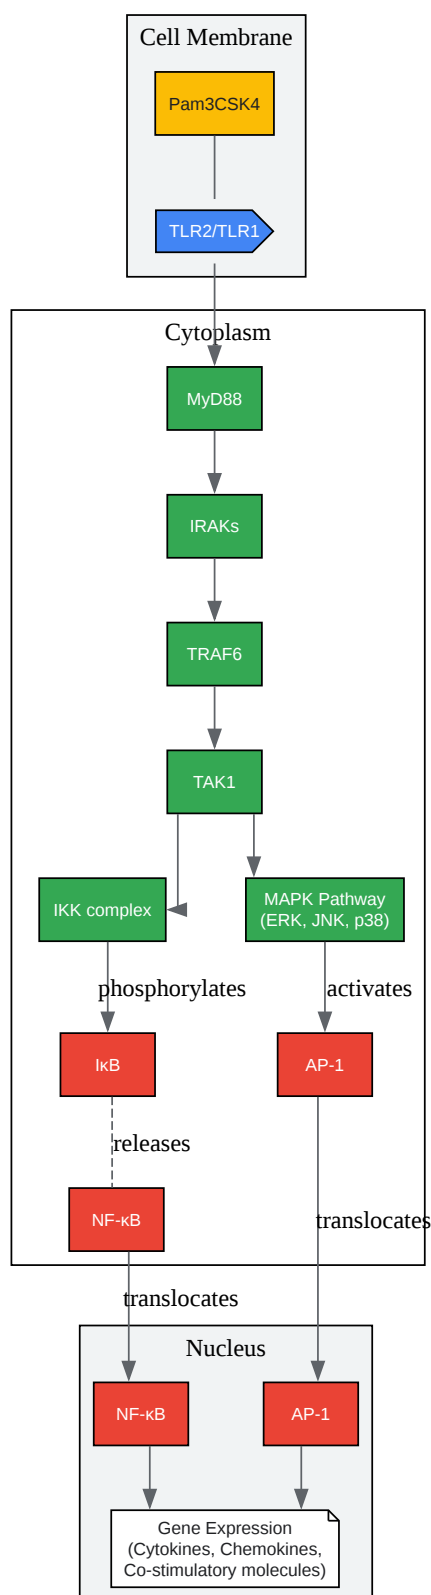 Cell Membrane
Pam3CSK4
TLR2/TLR1
Cytoplasm
MyD88
IRAKs
TRAF6
TAK1
IKK complex
MAPK Pathway
(ERK, JNK, p38)
phosphorylates
activates
IκB
AP-1
releases
NF-κB
translocates
translocates
Nucleus
NF-κB
AP-1
Gene Expression
(Cytokines, Chemokines,
Co-stimulatory molecules)